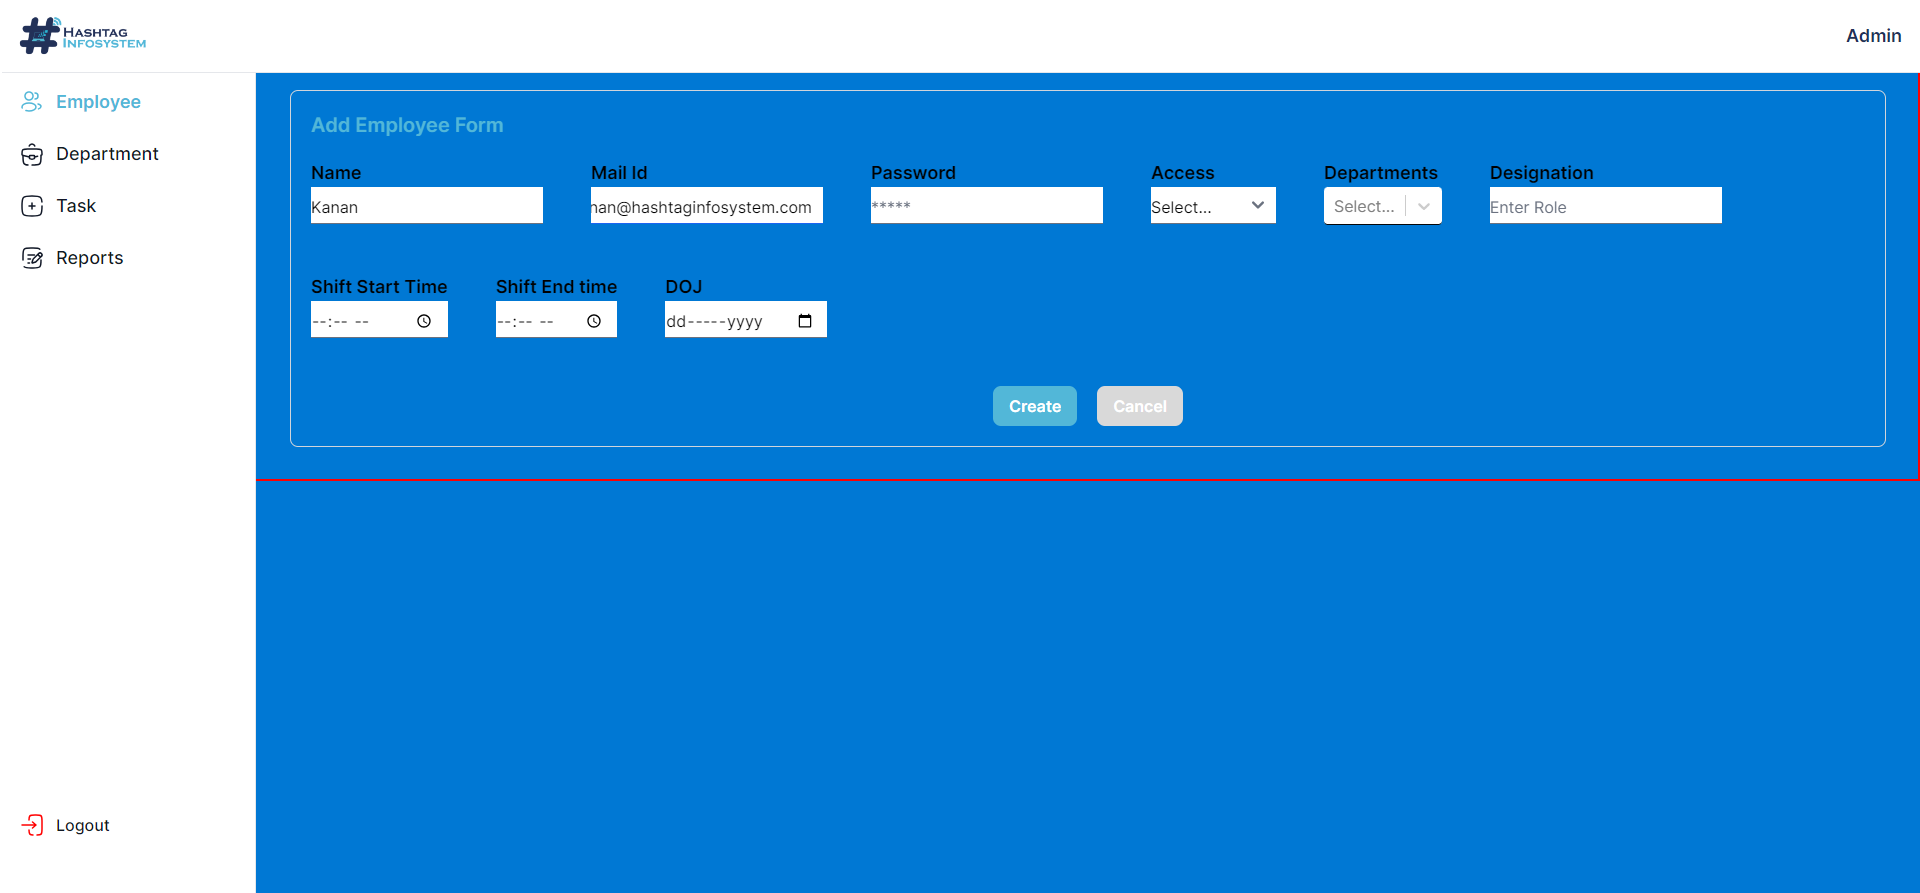 HASHTAG
INFOSYSTEM
Admin
Employee
Department
Task
Reports
Logout
Add Employee Form
Name Mail Id Password Access Departments Designation
Kanan nan@hashtaginfosystem.com ***** Select... Select... Enter Role
Shift Start Time Shift End time DOJ
--:-- -- --:-- -- dd-----yyyy
Create Cancel